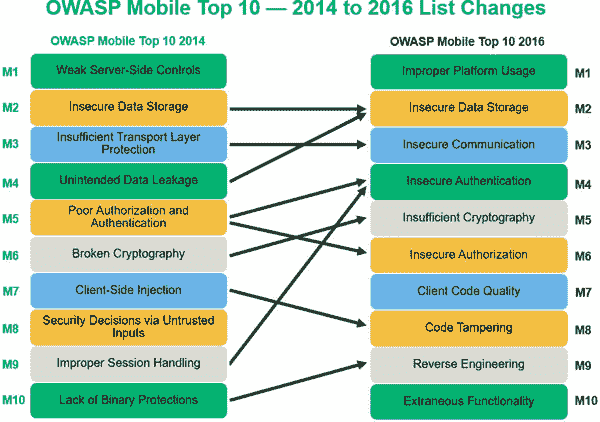 OWASP Mobile Top 10 — 2014 to 2016 List Changes
OWASP Mobile Top 10 2014
OWASP Mobile Top 10 2016
M1 Weak Server-Side Controls
Improper Platform Usage M1
M2 Insecure Data Storage
Insecure Data Storage M2
M3 Insufficient Transport Layer
Protection
Insecure Communication M3
M4 Unintended Data Leakage
Insecure Authentication M4
M5 Poor Authorization and
Authentication
Insufficient Cryptography M5
M6 Broken Cryptography
Insecure Authorization M6
M7 Client-Side Injection
Client Code Quality M7
M8 Security Decisions via Untrusted
Inputs
Code Tampering M8
M9 Improper Session Handling
Reverse Engineering M9
M10 Lack of Binary Protections
Extraneous Functionality M10